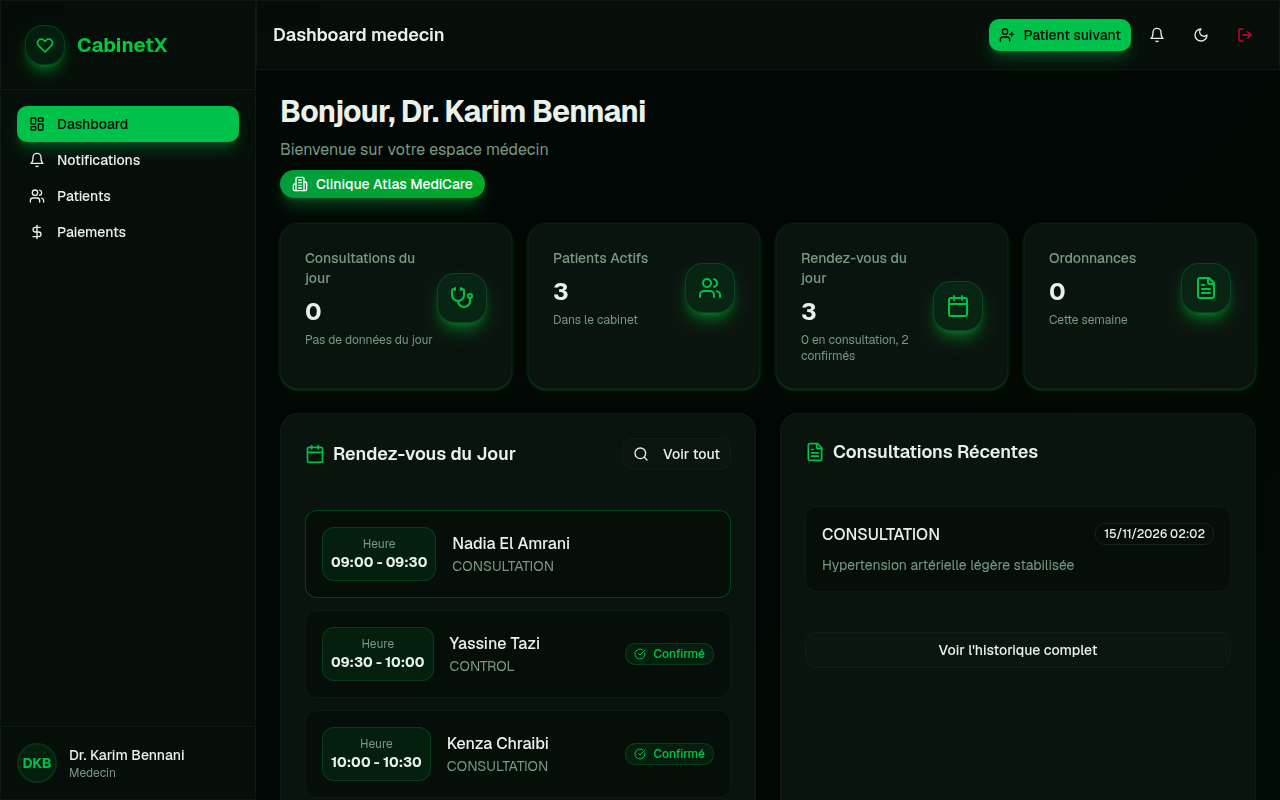 CabinetX
Dashboard medecin
Patient suivant
Dashboard
Notifications
Patients
Paiements
Bonjour, Dr. Karim Bennani
Bienvenue sur votre espace médecin
Clinique Atlas MediCare
Consultations du
jour
0
Pas de données du jour
Patients Actifs
3
Dans le cabinet
Rendez-vous du
jour
3
0 en consultation, 2
confirmés
Ordonnances
0
Cette semaine
Rendez-vous du Jour
Voir tout
Heure
09:00 - 09:30
Nadia El Amrani
CONSULTATION
Heure
09:30 - 10:00
Yassine Tazi
CONTROL
Confirmé
Heure
10:00 - 10:30
Kenza Chraibi
CONSULTATION
Confirmé
Consultations Récentes
CONSULTATION
15/11/2026 02:02
Hypertension artérielle légère stabilisée
Voir l'historique complet
DKB
Dr. Karim Bennani
Medecin